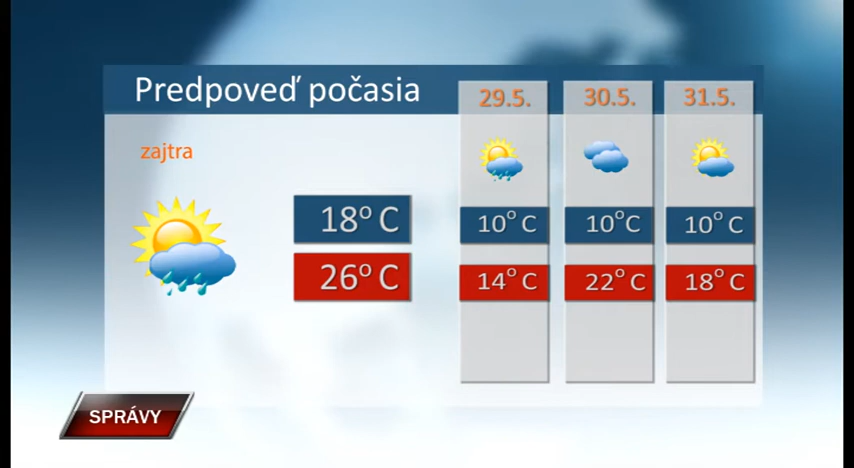 Predpoveď počasia
zajtra
18° C
26° C
29.5.
10° C
14° C
30.5.
10°C
22° C
31.5.
10° C
18° C
SPRÁVY